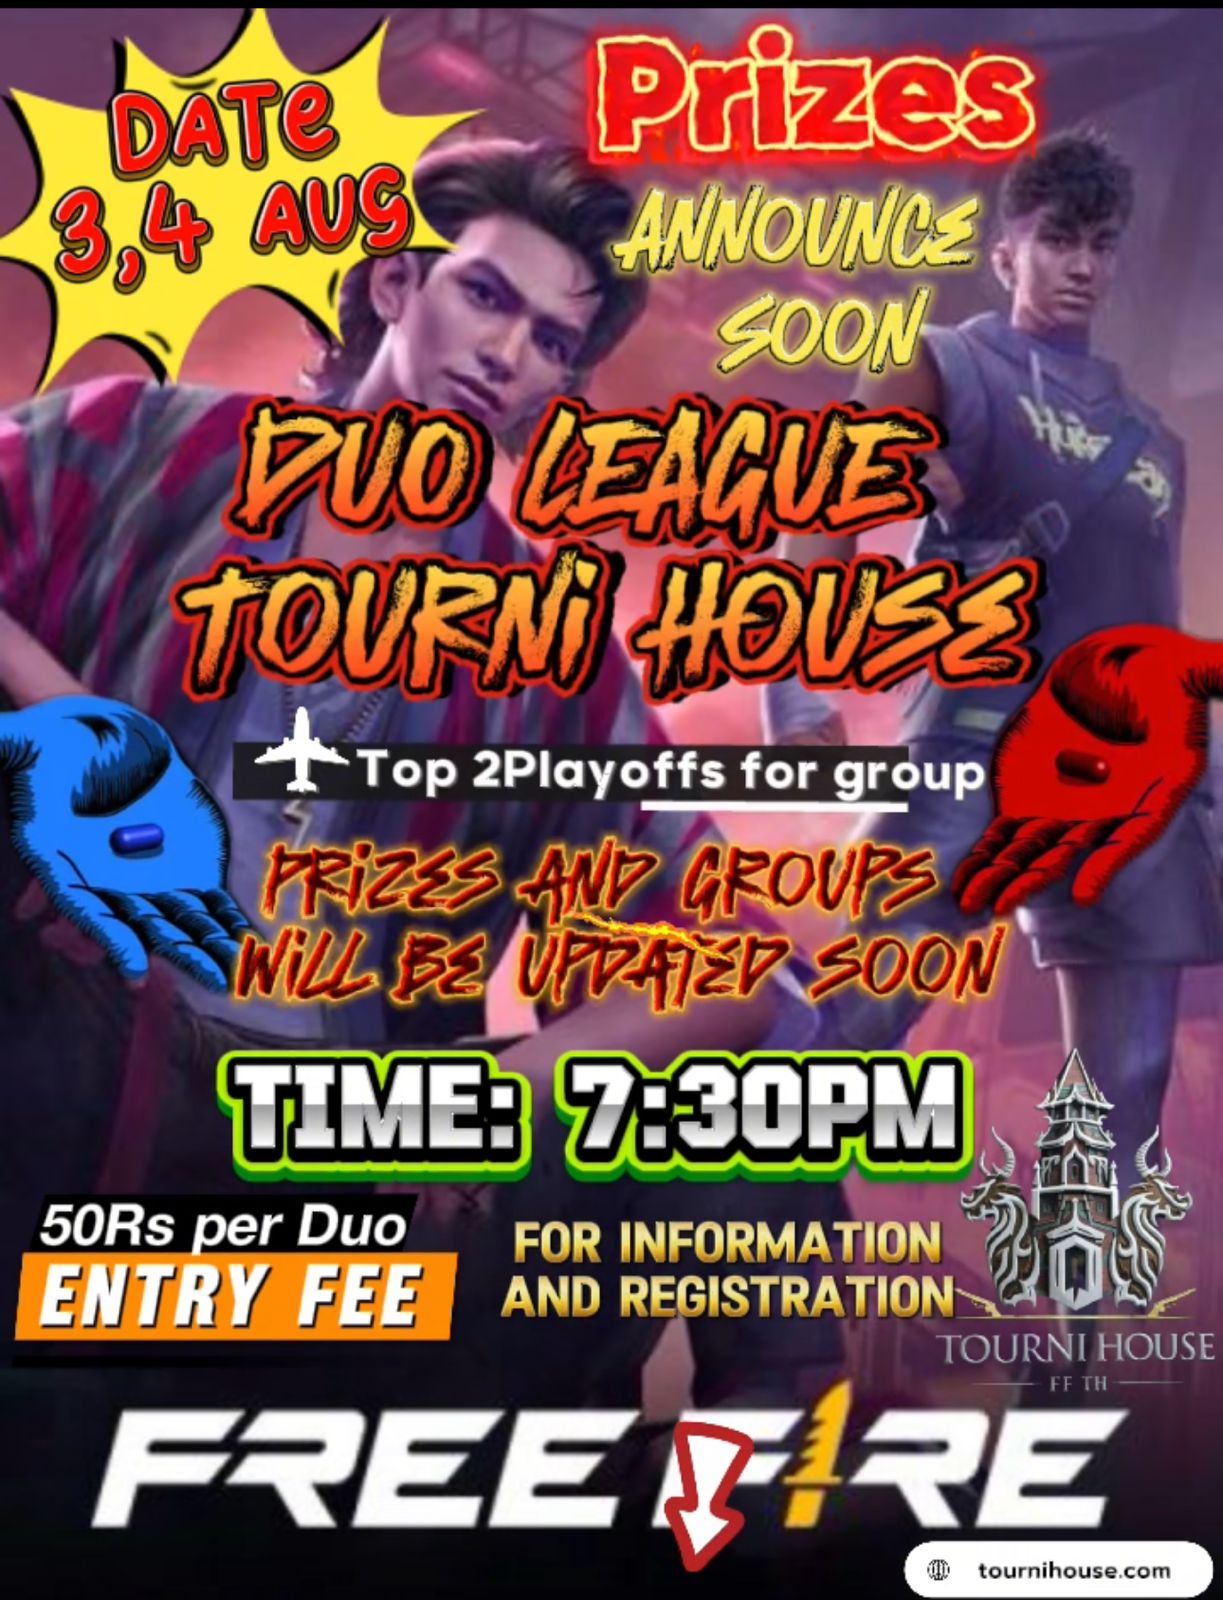 DATE
3,4 AUG
Prizes
ANNOUNCE
SOON
DUO LEAGUE
TOURNi HOUSE
Top 2Playoffs for group
PRiZES AND GROUPS
WiLL BE UPDATED SOON
TIME: 7:30PM
50Rs per Duo
ENTRY FEE
FOR INFORMATION
AND REGISTRATION
TOURNI HOUSE
FF TH
FREE FIRE
tournihouse.com